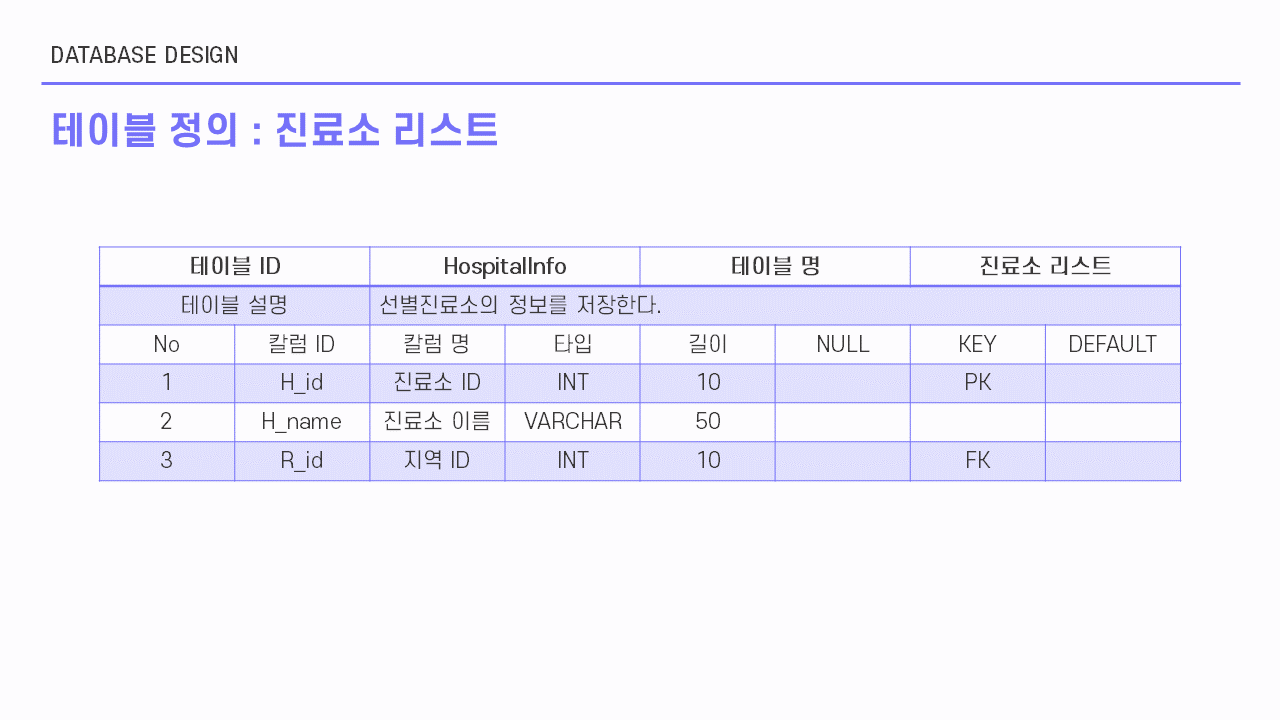 DATABASE DESIGN
테이블 정의 : 진료소 리스트
테이블 ID HospitalInfo 테이블 명 진료소 리스트
테이블 설명 선별진료소의 정보를 저장한다.
No 칼럼 ID 칼럼 명 타입 길이 NULL KEY DEFAULT
1 H_id 진료소 ID INT 10 PK
2 H_name 진료소 이름 VARCHAR 50
3 R_id 지역 ID INT 10 FK